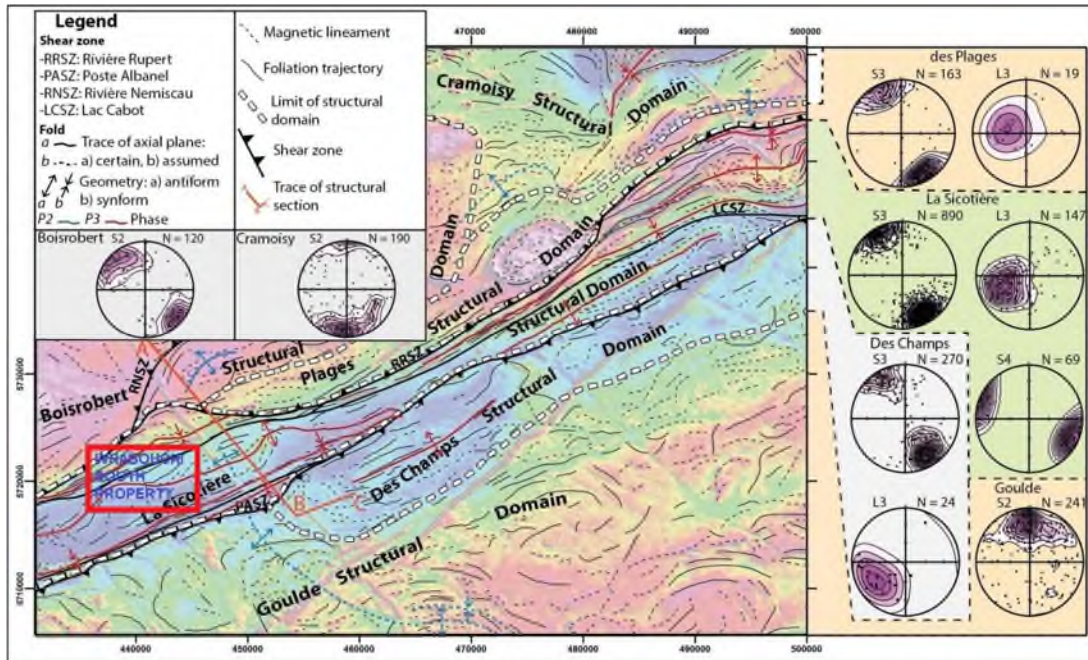 Legend
Shear zone
-RRSZ: Rivière Rupert
-PASZ: Poste Albanel
-RNSZ: Rivière Nemiscau
-LCSZ: Lac Cabot
Fold
a Trace of axial plane:
b a) certain, b) assumed
Geometry: a) antiform
a b b) synform
P2 P3 Phase
Magnetic lineament
Foliation trajectory
Limit of structural
domain
Shear zone
Trace of structural
section
Boisrobert S2 N = 120
Cramoisy S2 N = 190
470000 480000 490000 500000
Cramoisy Structural Domain
Domain
Boisrobert Structural
RNSZ
Plages Structural Domain
RRSZ
Structural Domain
LCSZ
La Sicotière
PASZ
Des Champs Structural Domain
B C
Goulde Structural Domain
SOUTH
PROPERTY
5730000
5720000
5710000
440000 450000 460000 470000 480000 490000 500000
des Plages
S3 N = 163 L3 N = 19
La Sicotière
S3 N = 890 L3 N = 147
Des Champs
S3 N = 270 S4 N = 69
Goulde
L3 N = 24 S2 N = 241